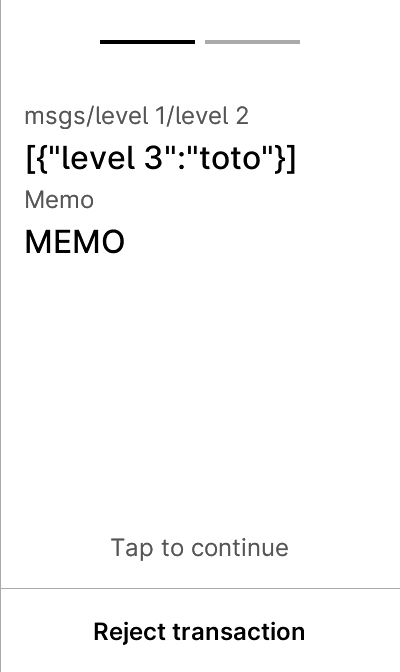 msgs/level 1/level 2
[{"level 3":"toto"}]
Memo
MEMO
Tap to continue
Reject transaction